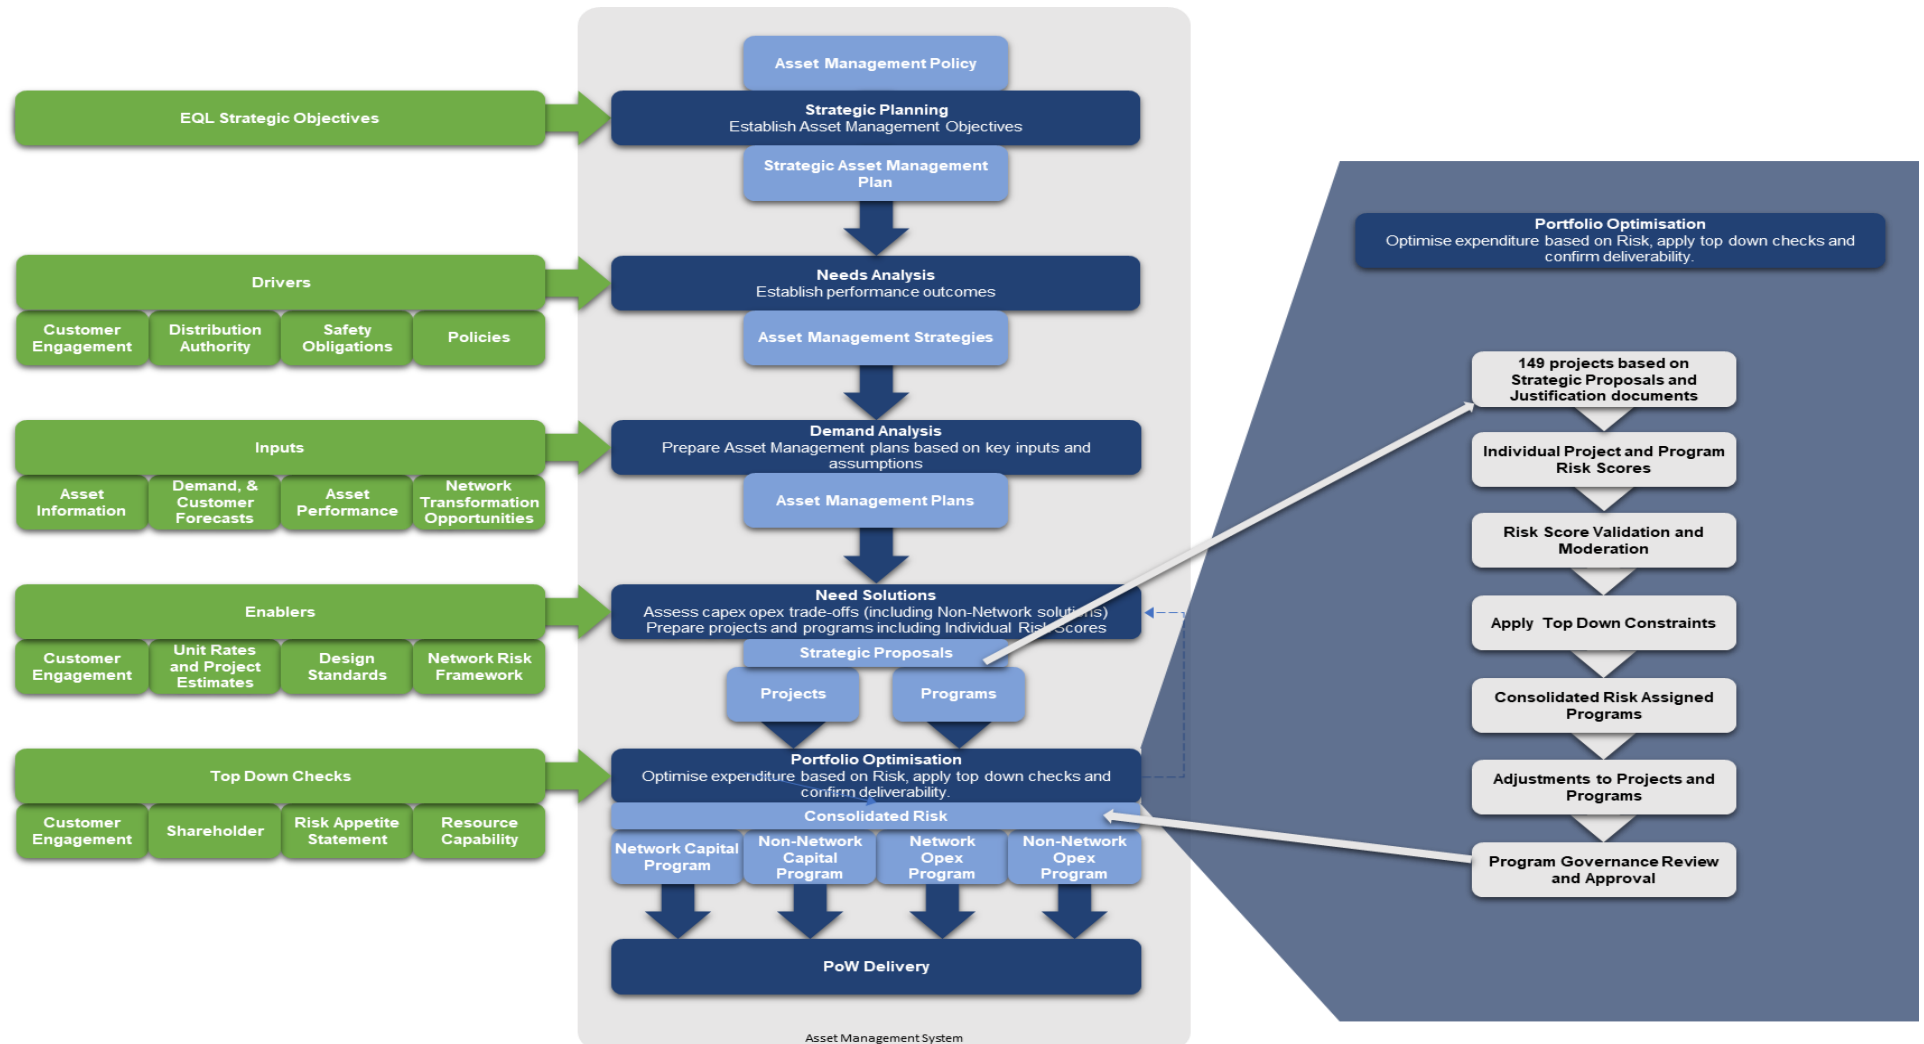 Asset Management Policy
EQL Strategic Objectives
Strategic Planning
Establish Asset Management Objectives
Strategic Asset Management
Plan
Drivers
Customer
Engagement
Distribution
Authority
Safety
Obligations
Policies
Needs Analysis
Establish performance outcomes
Asset Management Strategies
Inputs
Asset
Information
Demand, &
Customer
Forecasts
Asset
Performance
Network
Transformation
Opportunities
Demand Analysis
Prepare Asset Management plans based on key inputs and
assumptions
Asset Management Plans
Enablers
Customer
Engagement
Unit Rates
and Project
Estimates
Design
Standards
Network Risk
Framework
Need Solutions
Assess capex opex trade-offs (including Non-Network solutions)
Prepare projects and programs including Individual Risk Scores
Strategic Proposals
Projects
Programs
Top Down Checks
Customer
Engagement
Shareholder
Risk Appetite
Statement
Resource
Capability
Portfolio Optimisation
Optimise expenditure based on Risk, apply top down checks and
confirm deliverability.
Consolidated Risk
Network Capital
Program
Non-Network
Capital
Program
Network
Opex
Program
Non-Network
Opex
Program
PoW Delivery
Asset Management System
Portfolio Optimisation
Optimise expenditure based on Risk, apply top down checks and
confirm deliverability.
149 projects based on
Strategic Proposals and
Justification documents
Individual Project and Program
Risk Scores
Risk Score Validation and
Moderation
Apply Top Down Constraints
Consolidated Risk Assigned
Programs
Adjustments to Projects and
Programs
Program Governance Review
and Approval